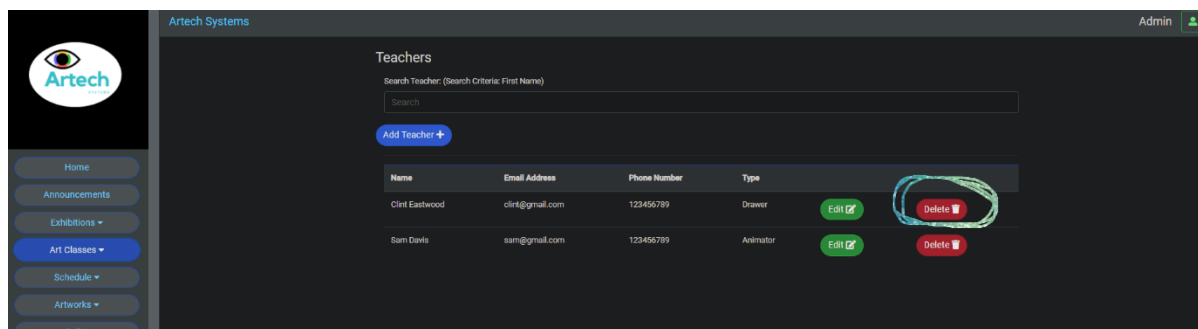 Artech Systems
Admin
Artech
SYSTEMS
Home
Announcements
Exhibitions
Art Classes
Schedule
Artworks
Teachers
Search Teacher: (Search Criteria: First Name)
Search
Add Teacher +
Name Email Address Phone Number Type
Clint Eastwood clint@gmail.com 123456789 Drawer Edit Delete
Sam Davis sam@gmail.com 123456789 Animator Edit Delete